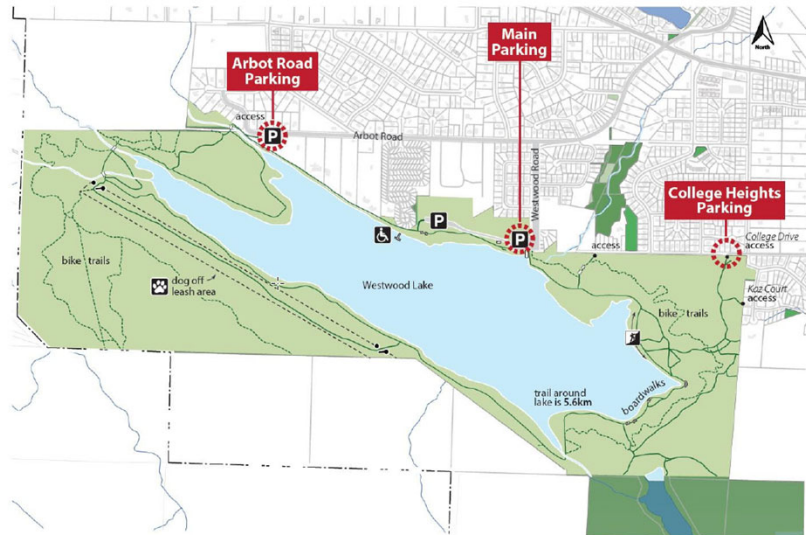 Main
Parking
Arbot Road
Parking
North
access
P
Arbot Road
Westwood Road
College Heights
Parking
College Drive
access
access
P
P
Kaz Court
access
bike trails
dog off
leash area
Westwood Lake
bike trails
trail around
lake is 5.6km
boardwalks